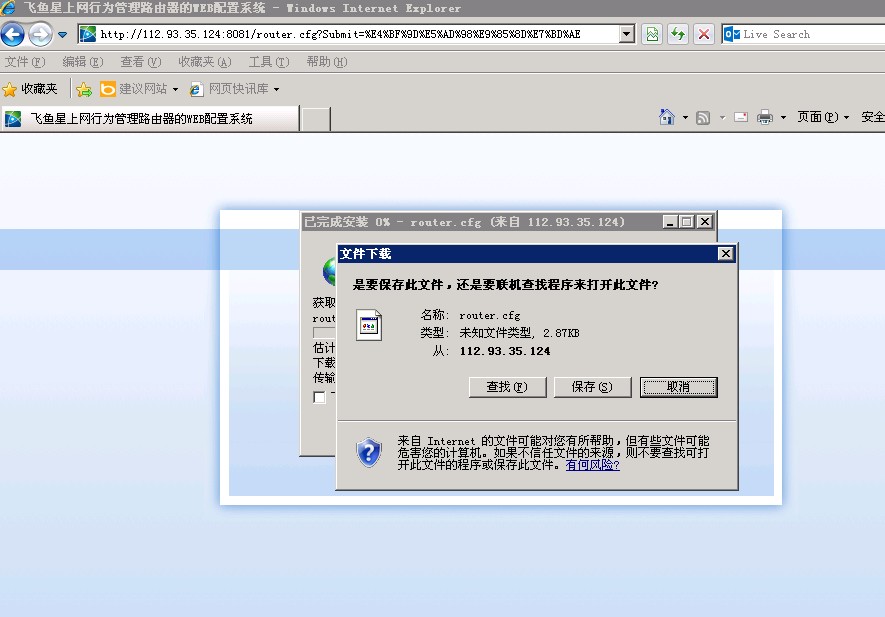 飞鱼星上网行为管理路由器的WEB配置系统 - Windows Internet Explorer
http://112.93.35.124:8081/router.cfg?Submit=%E4%BF%9D%E5%AD%98%E9%85%8D%E7%BD%AE
Live Search
文件(F) 编辑(E) 查看(V) 收藏夹(A) 工具(T) 帮助(H)
收藏夹 建议网站 网页快讯库
飞鱼星上网行为管理路由器的WEB配置系统
页面(P) 安全
已完成安装 0% - router.cfg (来自 112.93.35.124)
文件下载
是要保存此文件，还是要联机查找程序来打开此文件?
获取
名称: router.cfg
rout
类型: 未知文件类型, 2.87KB
估计
从: 112.93.35.124
下载
传输
查找(F) 保存(S) 取消
来自 Internet 的文件可能对您有所帮助，但有些文件可能
危害您的计算机。如果不信任文件的来源，则不要查找可打
开此文件的程序或保存此文件。有何风险?